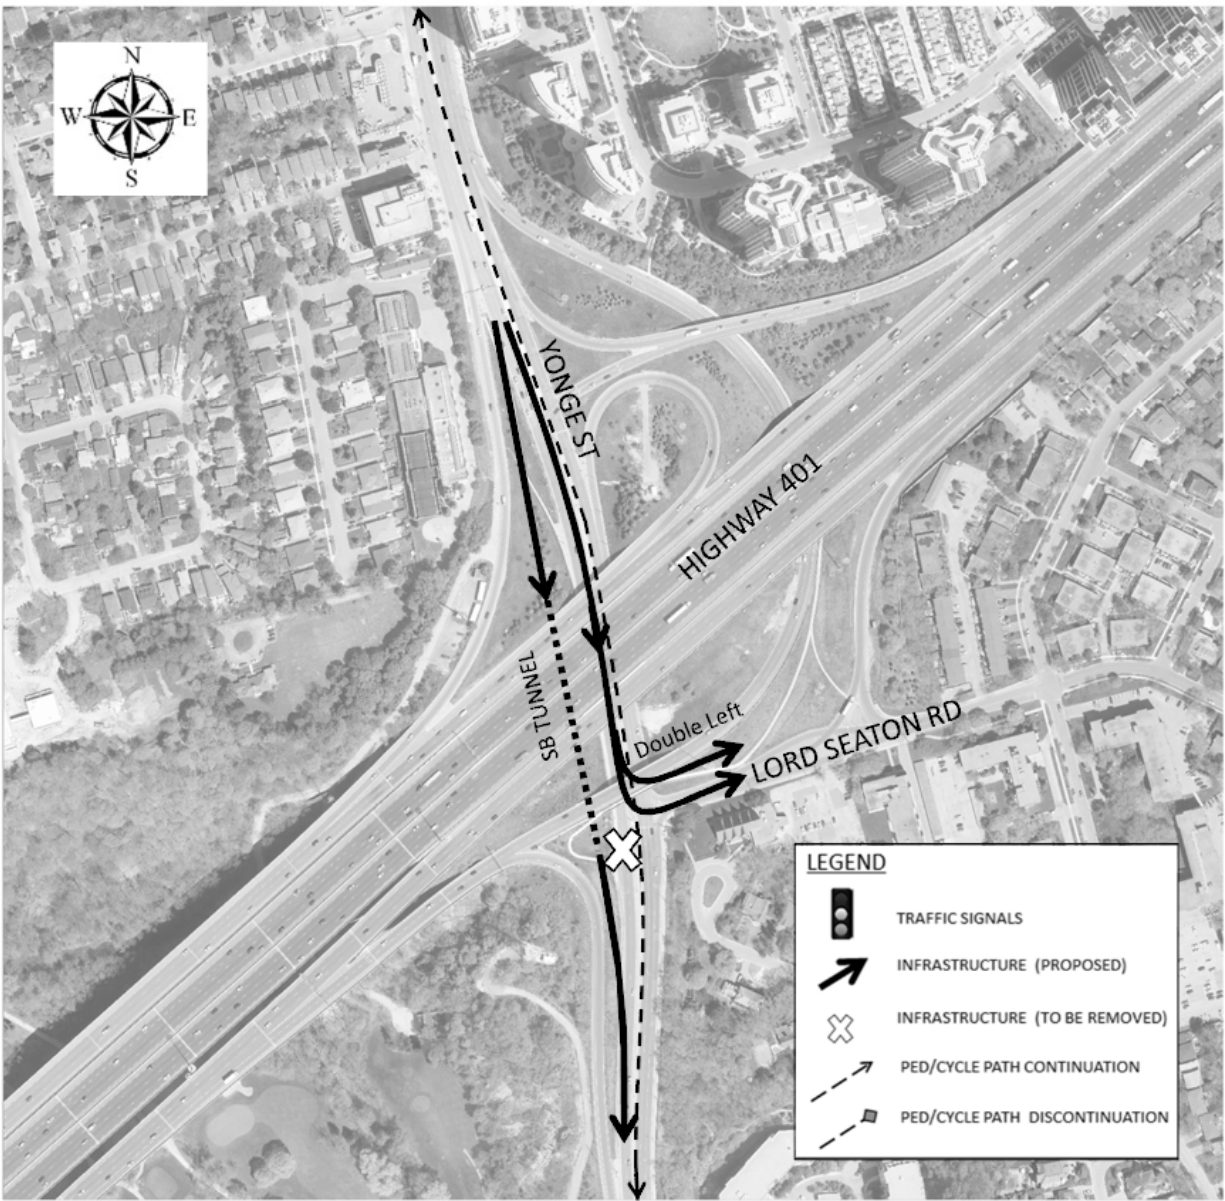 N
W E
S
YONGE ST
HIGHWAY 401
SB TUNNEL
Double Left
LORD SEATON RD
LEGEND
TRAFFIC SIGNALS
INFRASTRUCTURE (PROPOSED)
INFRASTRUCTURE (TO BE REMOVED)
PED/CYCLE PATH CONTINUATION
PED/CYCLE PATH DISCONTINUATION